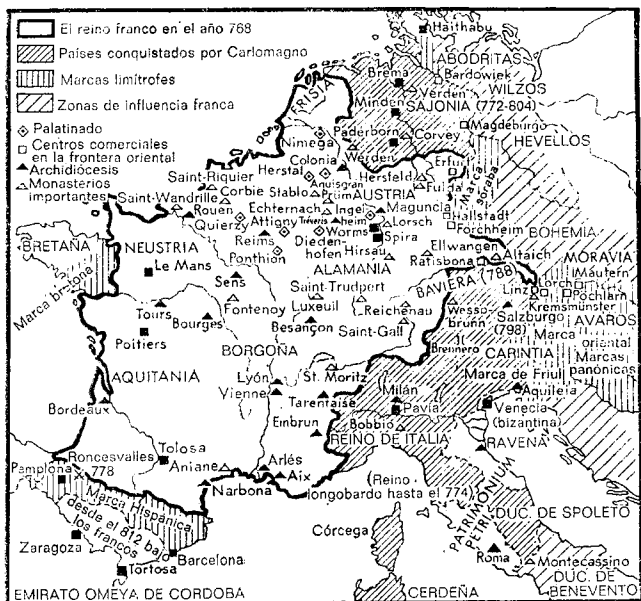 El reino franco en el año 768
Países conquistados por Carlomagno
Marcas limítrofes
Zonas de influencia franca
Palatinado
Centros comerciales
en la frontera oriental
Archidiócesis
Monasterios
importantes
Haithabu
ABODRITAS
Brema
Bardowiek
Verden
WILZOS
FRISIA
Minden
SAJONIA (772-804)
Nimega
Paderborn
Corvey
Magdeburgo
HEVELLOS
Colonia
Werden
Herstal
Hersfeld
Erfurt
Saint-Riquier
Corbie
Stablo
Prüm
AUSTRIA
Fulda
Marca
Soraba
Saint-Wandrille
Rouen
Echternach
Ingelheim
Maguncia
Quierzy
Attigny
Tréveris
Lorsch
Hallstadt
Worms
Forchheim
BOHEMIA
Reims
Diedenhofen
Spira
BRETAÑA
NEUSTRIA
Ponthion
Hirsau
Ellwangen
Altaich
Ratisbona
MORAVIA
Le Mans
ALAMANIA
BAVIERA (788)
Mautern
Marca bretona
Sens
Saint-Trudpert
Linz
Lorch
Pöchlarn
Fontenoy
Luxeuil
Reichenau
Wessobrunn
Kremsmünster
Tours
Bourges
Besançon
Saint-Gall
Salzburgo
(798)
AVAROS
Poitiers
Brennero
Marca
oriental
BORGOÑA
CARINTIA
Marcas
panónicas
AQUITANIA
Lyón
St. Moritz
Marca de Friul
Vienne
Tarentaise
Milán
Aquileia
Bordeaux
Pavía
Venecia
(bizantina)
Embrun
Bobbio
REINO DE ITALIA
RAVENA
Roncesvalles
778
Tolosa
Aniane
Arlés
Aix
Pamplona
Narbona
(Reino
longobardo hasta el 774)
PATRIMONIUM
PETRI
DUC. DE SPOLETO
Marca Hispánica
desde el 812 bajo
los francos
Córcega
Zaragoza
Barcelona
Roma
Montecassino
Tortosa
DUC. DE
BENEVENTO
EMIRATO OMEYA DE CORDOBA
CERDEÑA